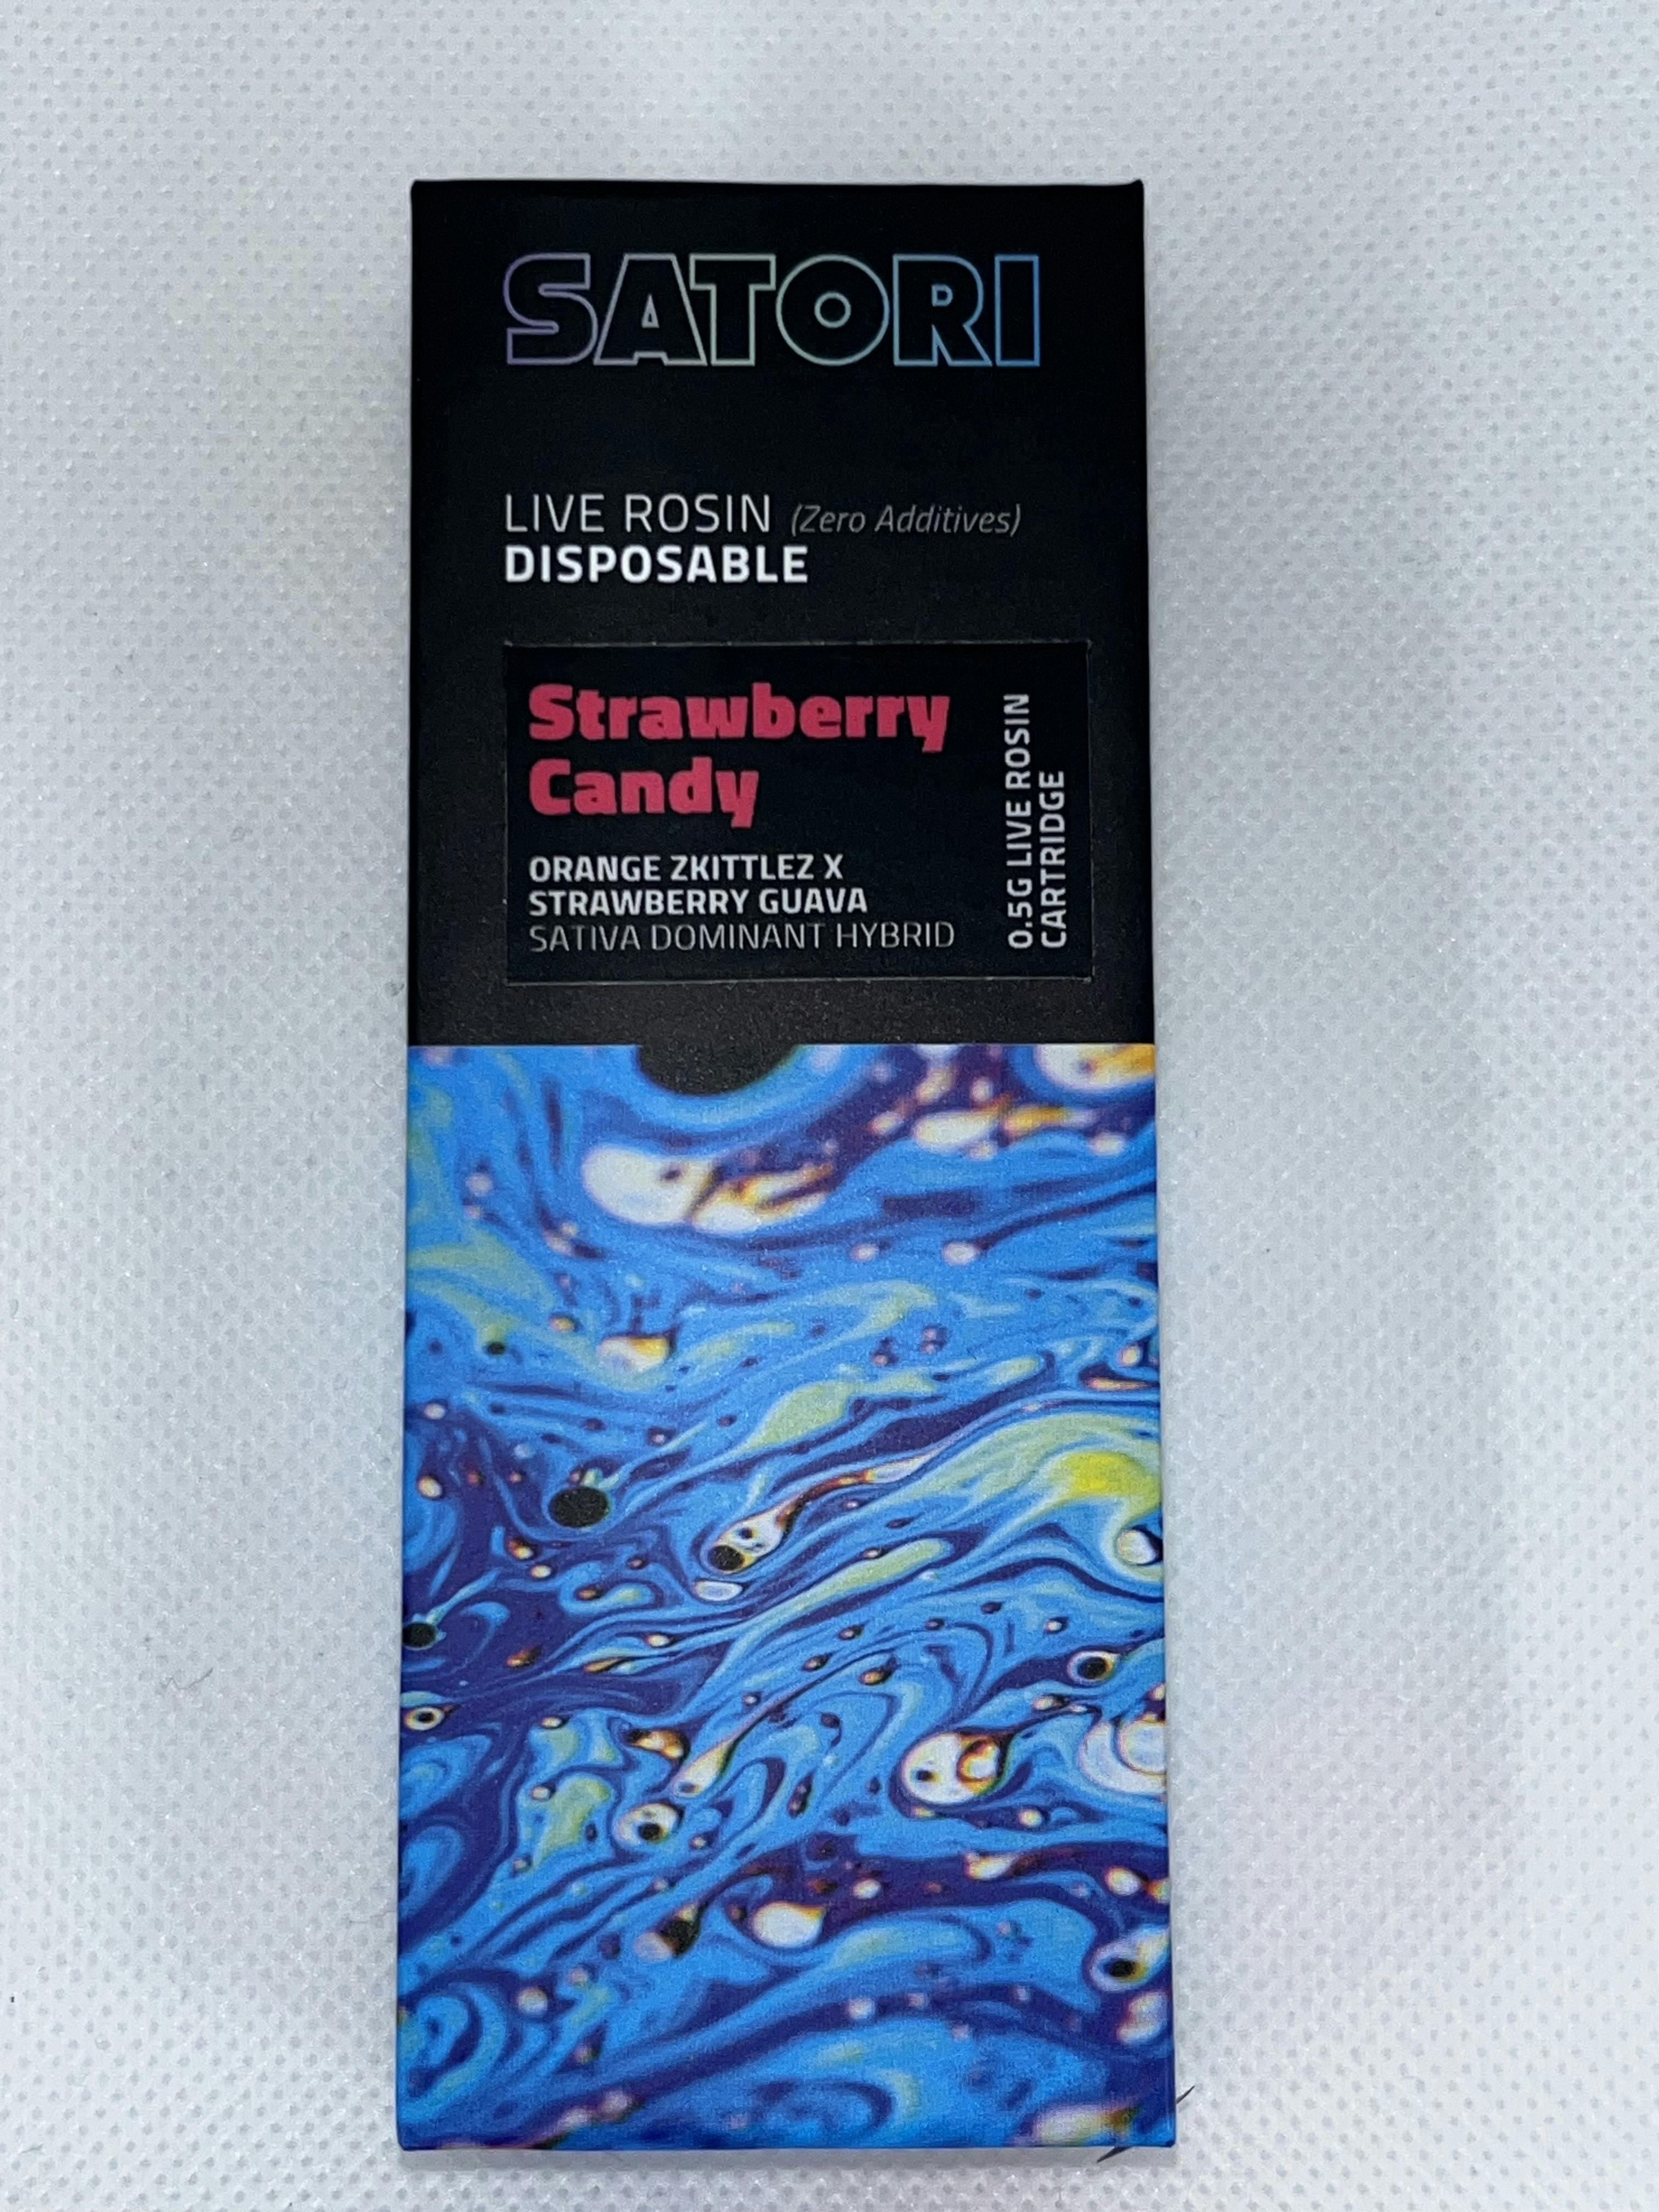 SATORI
LIVE ROSIN (Zero Additives)
DISPOSABLE
Strawberry
Candy
ORANGE ZKITTLEZ X
STRAWBERRY GUAVA
SATIVA DOMINANT HYBRID
0.5G LIVE ROSIN
CARTRIDGE